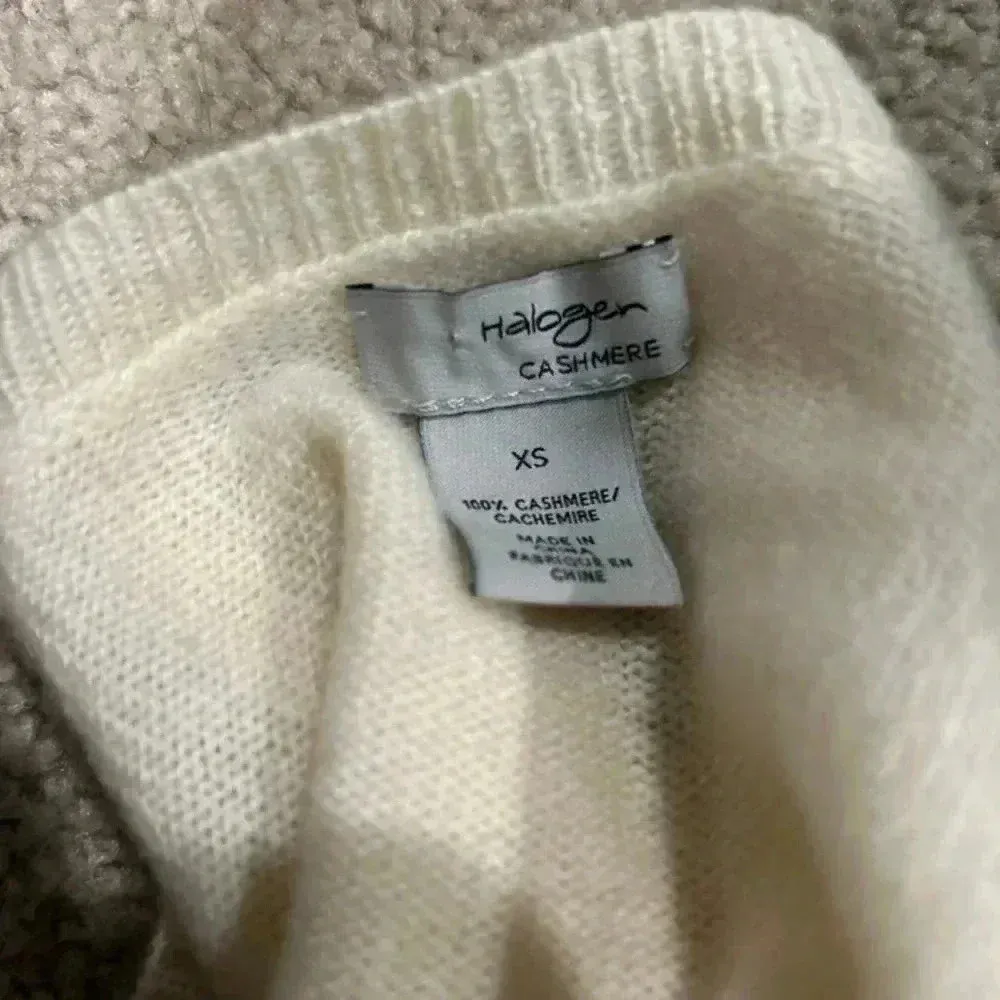 Halogen
CASHMERE
XS
100% CASHMERE/
CACHEMIRE
MADE IN
CHINA
FABRIQUE EN
CHINE